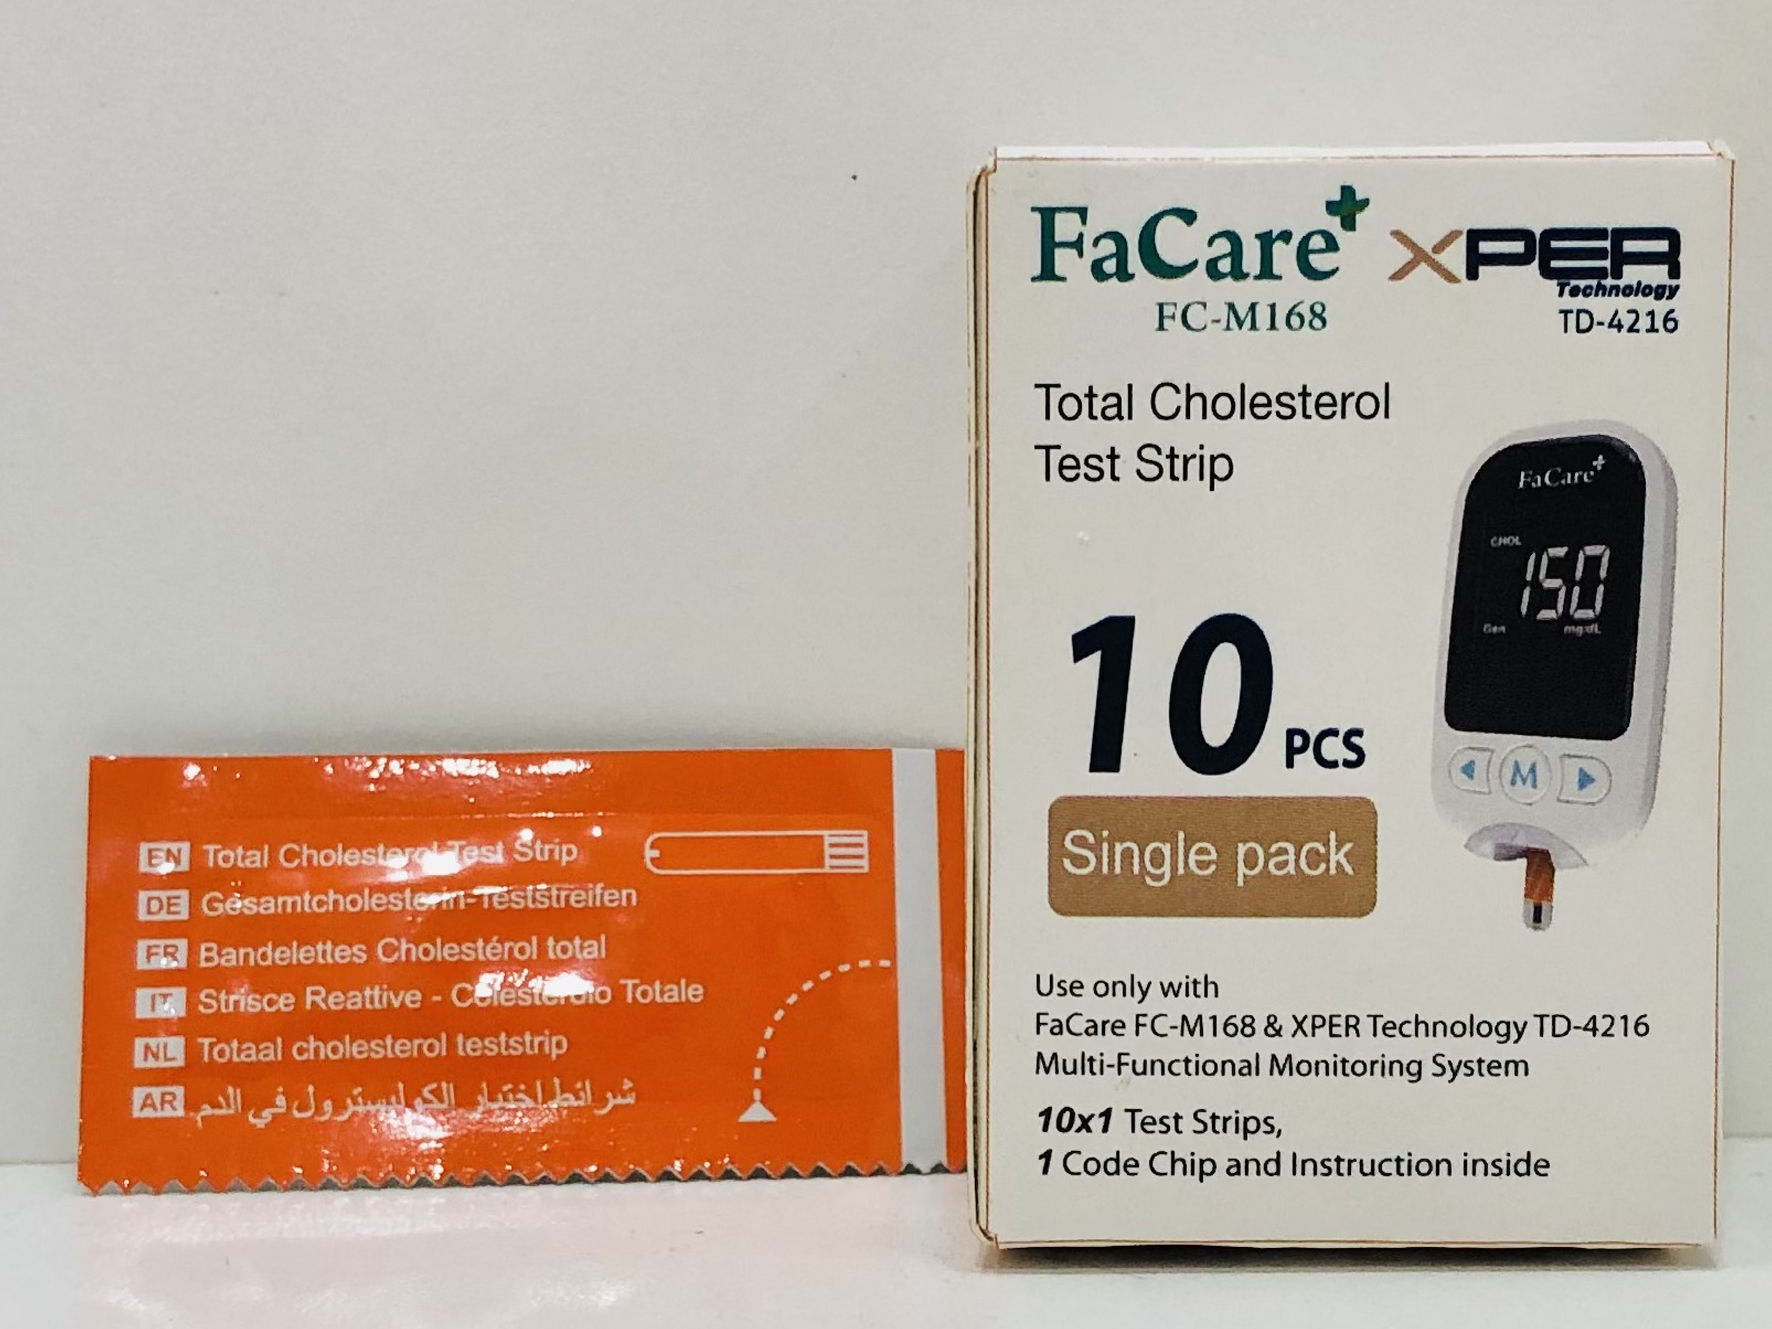 EN Total Cholesterol Test Strip
DE Gesamtcholesterin-Teststreifen
FR Bandelettes Cholestérol total
IT Strisce Reattive - Colesterolo Totale
NL Totaal cholesterol teststrip
AR شرائط اختبار الكوليسترول في الدم.
FaCare+ XPER
Technology
FC-M168 TD-4216
Total Cholesterol
Test Strip
FaCare+
CHOL
150
Gen mg/dL
M
10 PCS
Single pack
Use only with
FaCare FC-M168 & XPER Technology TD-4216
Multi-Functional Monitoring System
10x1 Test Strips,
1 Code Chip and Instruction inside